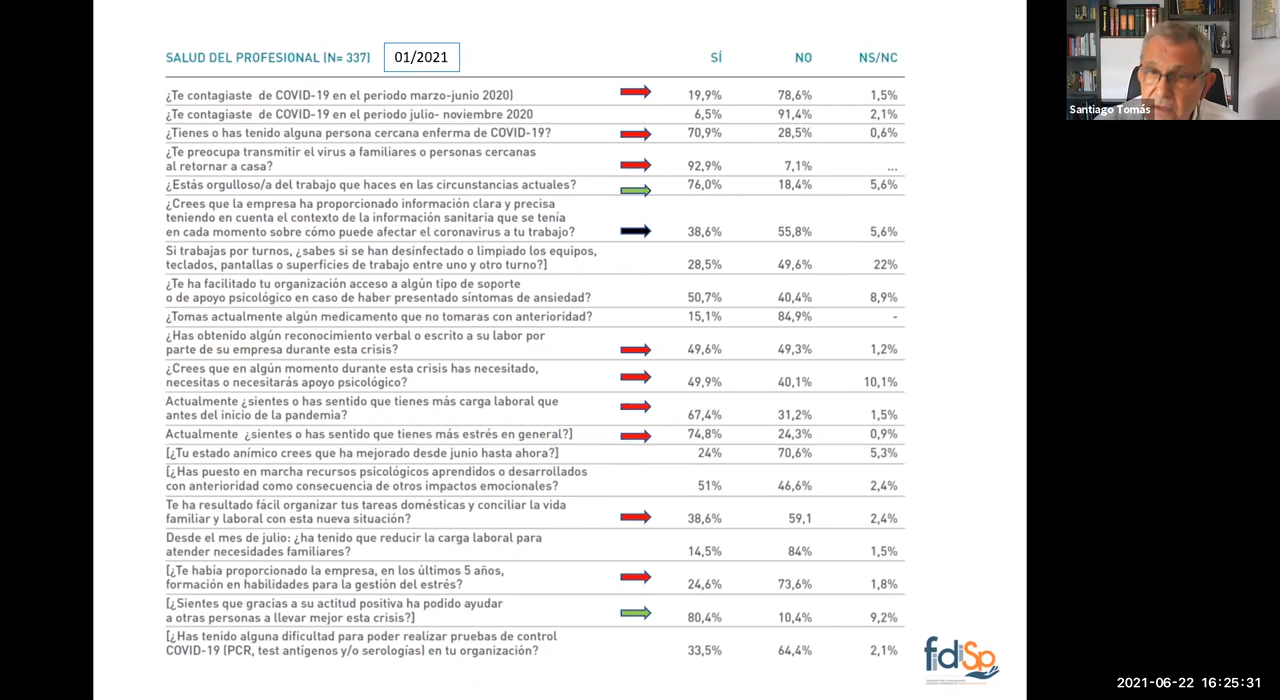 SALUD DEL PROFESIONAL (N= 337) 01/2021 SÍ NO NS/NC
¿Te contagiaste de COVID-19 en el periodo marzo-junio 2020) 19,9% 78,6% 1,5%
¿Te contagiaste de COVID-19 en el periodo julio- noviembre 2020 6,5% 91,4% 2,1%
¿Tienes o has tenido alguna persona cercana enferma de COVID-19? 70,9% 28,5% 0,6%
¿Te preocupa transmitir el virus a familiares o personas cercanas
al retornar a casa? 92,9% 7,1% ...
¿Estás orgulloso/a del trabajo que haces en las circunstancias actuales? 76,0% 18,4% 5,6%
¿Crees que la empresa ha proporcionado información clara y precisa
teniendo en cuenta el contexto de la información sanitaria que se tenía
en cada momento sobre cómo puede afectar el coronavirus a tu trabajo? 38,6% 55,8% 5,6%
Si trabajas por turnos, ¿sabes si se han desinfectado o limpiado los equipos,
teclados, pantallas o superficies de trabajo entre uno y otro turno?] 28,5% 49,6% 22%
¿Te ha facilitado tu organización acceso a algún tipo de soporte
o de apoyo psicológico en caso de haber presentado síntomas de ansiedad? 50,7% 40,4% 8,9%
¿Tomas actualmente algún medicamento que no tomaras con anterioridad? 15,1% 84,9% -
¿Has obtenido algún reconocimiento verbal o escrito a su labor por
parte de su empresa durante esta crisis? 49,6% 49,3% 1,2%
¿Crees que en algún momento durante esta crisis has necesitado,
necesitas o necesitarás apoyo psicológico? 49,9% 40,1% 10,1%
Actualmente ¿sientes o has sentido que tienes más carga laboral que
antes del inicio de la pandemia? 67,4% 31,2% 1,5%
Actualmente ¿sientes o has sentido que tienes más estrés en general?] 74,8% 24,3% 0,9%
[¿Tu estado anímico crees que ha mejorado desde junio hasta ahora?] 24% 70,6% 5,3%
[¿Has puesto en marcha recursos psicológicos aprendidos o desarrollados
con anterioridad como consecuencia de otros impactos emocionales? 51% 46,6% 2,4%
Te ha resultado fácil organizar tus tareas domésticas y conciliar la vida
familiar y laboral con esta nueva situación? 38,6% 59,1 2,4%
Desde el mes de julio: ¿ha tenido que reducir la carga laboral para
atender necesidades familiares? 14,5% 84% 1,5%
[¿Te había proporcionado la empresa, en los últimos 5 años,
formación en habilidades para la gestión del estrés? 24,6% 73,6% 1,8%
[¿Sientes que gracias a su actitud positiva ha podido ayudar
a otras personas a llevar mejor esta crisis?] 80,4% 10,4% 9,2%
[¿Has tenido alguna dificultad para poder realizar pruebas de control
COVID-19 (PCR, test antígenos y/o serologías) en tu organización? 33,5% 64,4% 2,1%
fdiSp
Santiago Tomás
2021-06-22 16:25:31